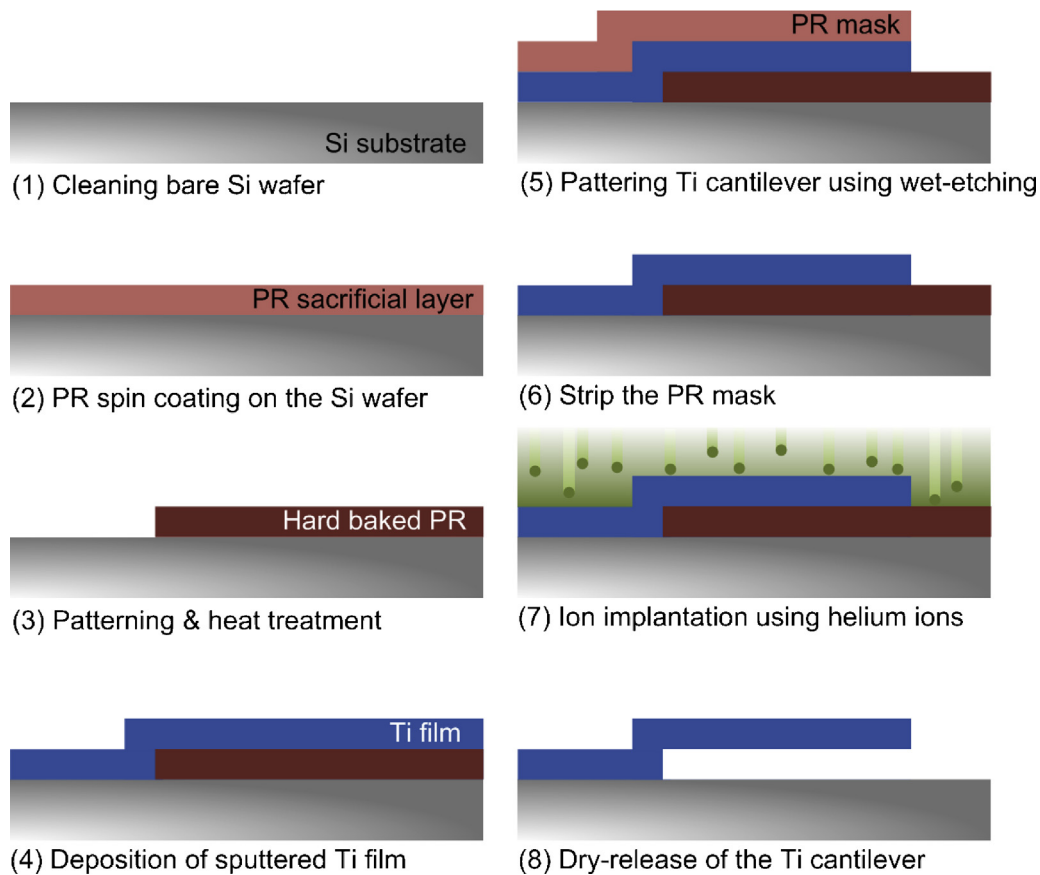 Si substrate
(1) Cleaning bare Si wafer
PR sacrificial layer
(2) PR spin coating on the Si wafer
Hard baked PR
(3) Patterning & heat treatment
Ti film
(4) Deposition of sputtered Ti film
PR mask
(5) Pattering Ti cantilever using wet-etching
(6) Strip the PR mask
(7) Ion implantation using helium ions
(8) Dry-release of the Ti cantilever